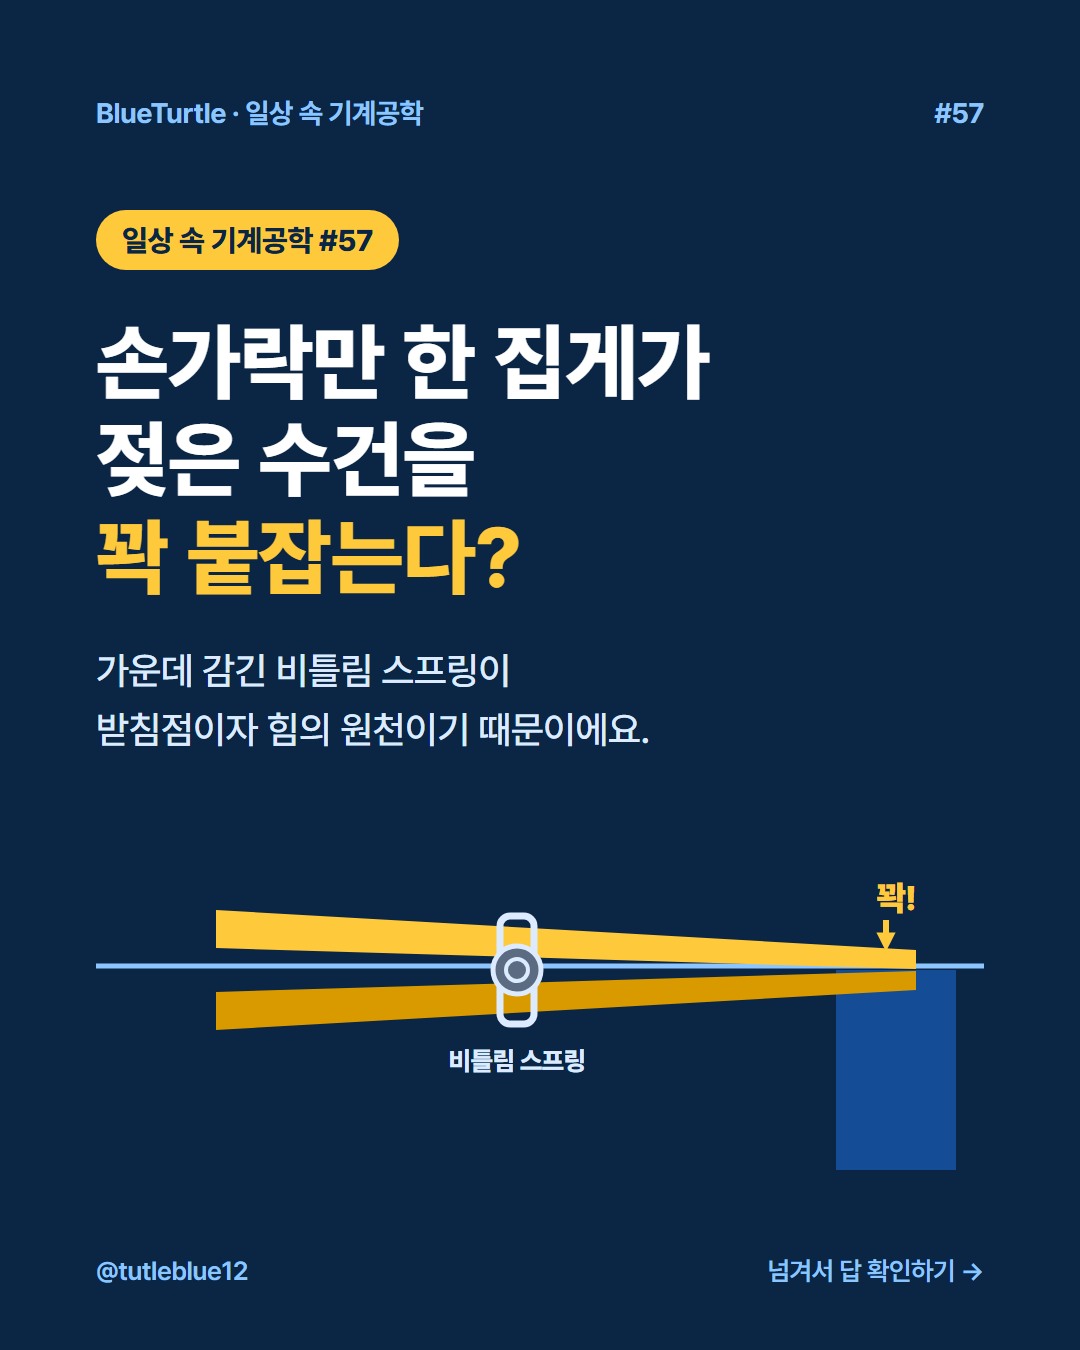 BlueTurtle · 일상 속 기계공학
#57
일상 속 기계공학 #57
손가락만 한 집게가
젖은 수건을
꽉 붙잡는다?
가운데 감긴 비틀림 스프링이
받침점이자 힘의 원천이기 때문이에요.
꽉!
비틀림 스프링
@tutleblue12
넘겨서 답 확인하기 →